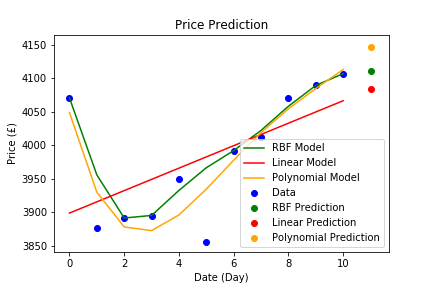 Price Prediction
4150
4100
4050
4000
3950
3900
3850
Price (£)
0
2
4
6
8
10
Date (Day)
RBF Model
Linear Model
Polynomial Model
Data
RBF Prediction
Linear Prediction
Polynomial Prediction